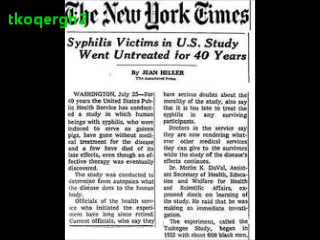 tkoqergb4
The New York Times
Syphilis Victims in U.S. Study
Went Untreated for 40 Years
By JEAN HELLER
The Associated Press
WASHINGTON, July 25—For
40 years the United States Pub-
lic Health Service has conduct-
ed a study in which human
beings with syphilis, who were
induced to serve as guinea
pigs, have gone without med-
ical treatment for the disease
and a few have died of its
late effects, even though an ef-
fective therapy was eventually
discovered.
The study was conducted to
determine from autopsies what
the disease does to the human
body.
Officials of the health serv-
ice who initiated the experi-
ment have long since retired.
Current officials, who say they
have serious doubts about the
morality of the study, also say
that it is too late to treat the
syphilis in any surviving
participants.
Doctors in the service say
they are now rendering what-
ever other medical services
they can give to the survivors
while the study of the disease's
effects continues.
Dr. Merlin K. DuVal, Assist-
ant Secretary of Health, Educa-
tion and Welfare for Health
and Scientific Affairs, ex-
pressed shock on learning of
the study. He said that he was
making an immediate investi-
gation.
The experiment, called the
Tuskegee Study, began in
1932 with about 600 black men,